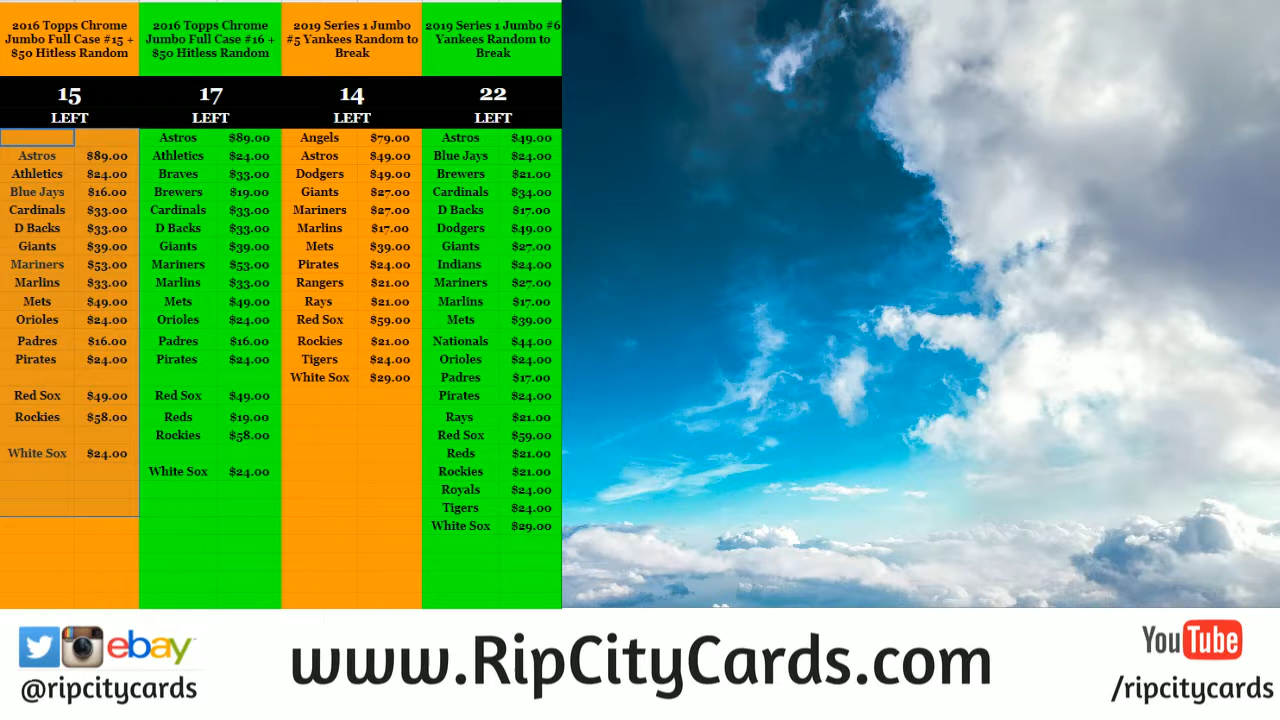 2016 Topps Chrome
Jumbo Full Case #15 +
$50 Hitless Random
15
LEFT
Astros $89.00
Athletics $24.00
Blue Jays $16.00
Cardinals $33.00
D Backs $33.00
Giants $39.00
Mariners $53.00
Marlins $33.00
Mets $49.00
Orioles $24.00
Padres $16.00
Pirates $24.00
Red Sox $49.00
Rockies $58.00
White Sox $24.00
2016 Topps Chrome
Jumbo Full Case #16 +
$50 Hitless Random
17
LEFT
Astros $89.00
Athletics $24.00
Braves $33.00
Brewers $19.00
Cardinals $33.00
D Backs $33.00
Giants $39.00
Mariners $53.00
Marlins $33.00
Mets $49.00
Orioles $24.00
Padres $16.00
Pirates $24.00
Red Sox $49.00
Reds $19.00
Rockies $58.00
White Sox $24.00
2019 Series 1 Jumbo
#5 Yankees Random to
Break
14
LEFT
Angels $79.00
Astros $49.00
Dodgers $49.00
Giants $27.00
Mariners $27.00
Marlins $17.00
Mets $39.00
Pirates $24.00
Rangers $21.00
Rays $21.00
Red Sox $59.00
Rockies $21.00
Tigers $24.00
White Sox $29.00
2019 Series 1 Jumbo #6
Yankees Random to
Break
22
LEFT
Astros $49.00
Blue Jays $24.00
Brewers $21.00
Cardinals $34.00
D Backs $17.00
Dodgers $49.00
Giants $27.00
Indians $24.00
Mariners $27.00
Marlins $17.00
Mets $39.00
Nationals $44.00
Orioles $24.00
Padres $17.00
Pirates $24.00
Rays $21.00
Red Sox $59.00
Reds $21.00
Rockies $21.00
Royals $24.00
Tigers $24.00
White Sox $29.00
ebay
@ripcitycards
www.RipCityCards.com
YouTube
/ripcitycards